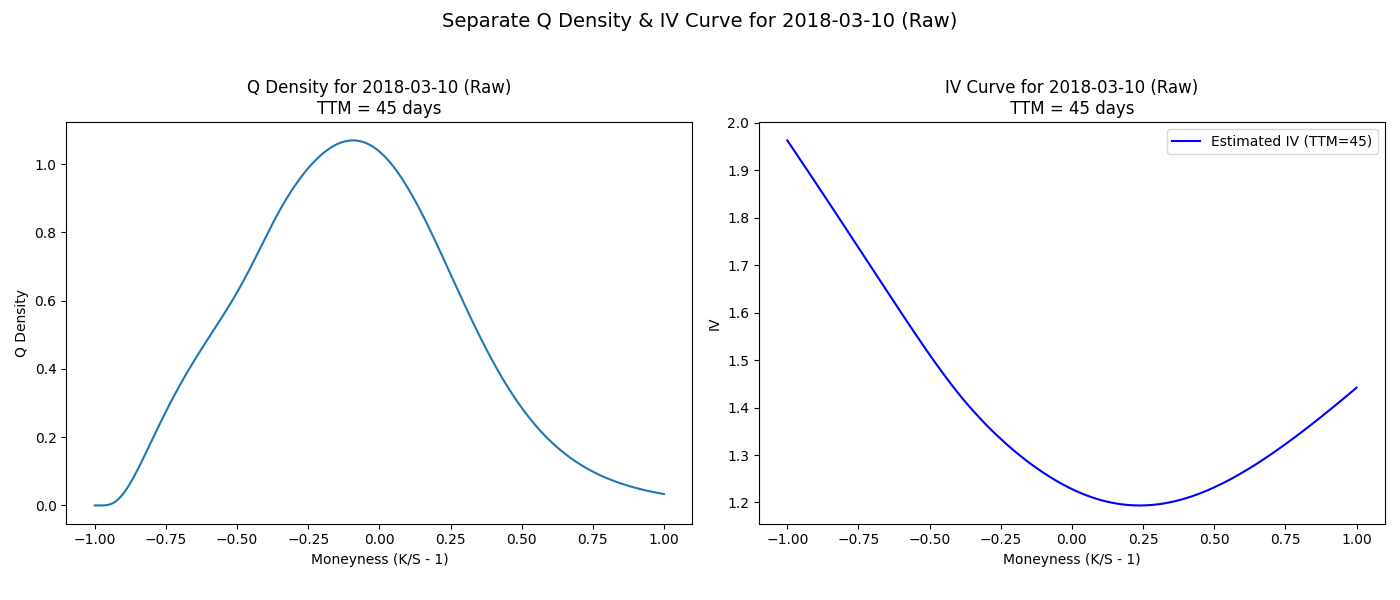 Separate Q Density & IV Curve for 2018-03-10 (Raw)
Q Density for 2018-03-10 (Raw)
TTM = 45 days
Q Density
1.0
0.8
0.6
0.4
0.2
0.0
−1.00 −0.75 −0.50 −0.25 0.00 0.25 0.50 0.75 1.00
Moneyness (K/S - 1)
IV Curve for 2018-03-10 (Raw)
TTM = 45 days
Estimated IV (TTM=45)
IV
2.0
1.9
1.8
1.7
1.6
1.5
1.4
1.3
1.2
−1.00 −0.75 −0.50 −0.25 0.00 0.25 0.50 0.75 1.00
Moneyness (K/S - 1)